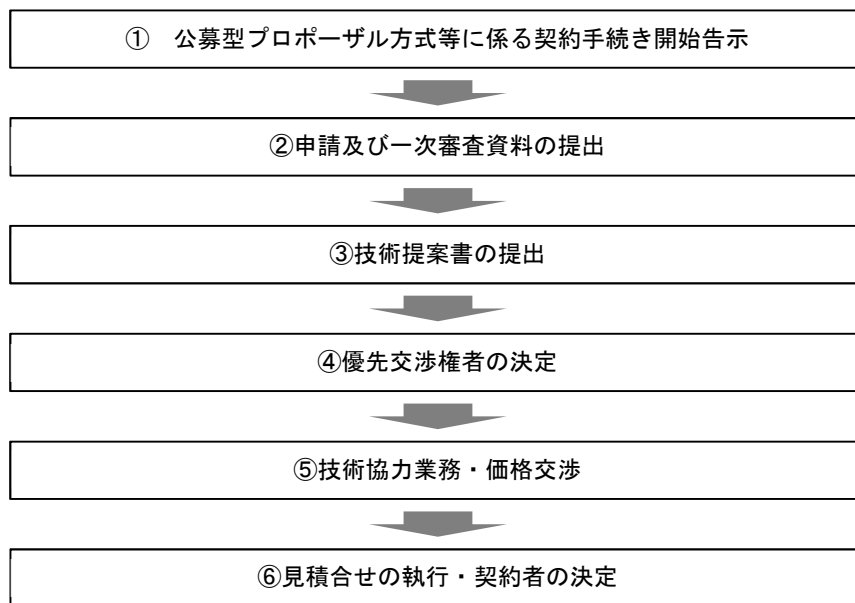 ①　公募型プロポーザル方式等に係る契約手続き開始告示
②申請及び一次審査資料の提出
③技術提案書の提出
④優先交渉権者の決定
⑤技術協力業務・価格交渉
⑥見積合せの執行・契約者の決定